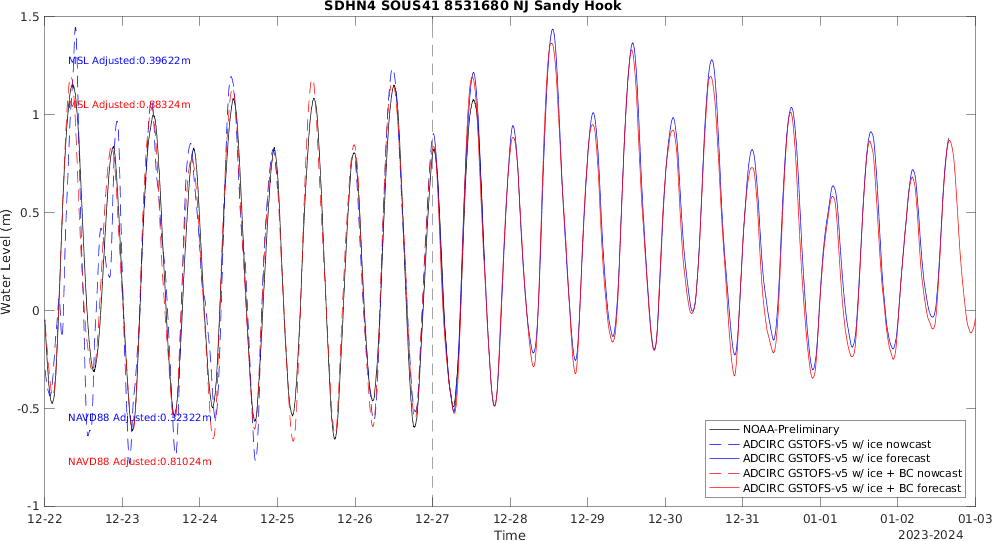 SDHN4 SOUS41 8531680 NJ Sandy Hook
1.5
1
0.5
0
-0.5
-1
Water Level (m)
MSL Adjusted:0.39622m
MSL Adjusted:0.88324m
NAVD88 Adjusted:0.32322m
NAVD88 Adjusted:0.81024m
NOAA-Preliminary
ADCIRC GSTOFS-v5 w/ ice nowcast
ADCIRC GSTOFS-v5 w/ ice forecast
ADCIRC GSTOFS-v5 w/ ice + BC nowcast
ADCIRC GSTOFS-v5 w/ ice + BC forecast
12-22 12-23 12-24 12-25 12-26 12-27 12-28 12-29 12-30 12-31 01-01 01-02 01-03
Time
2023-2024